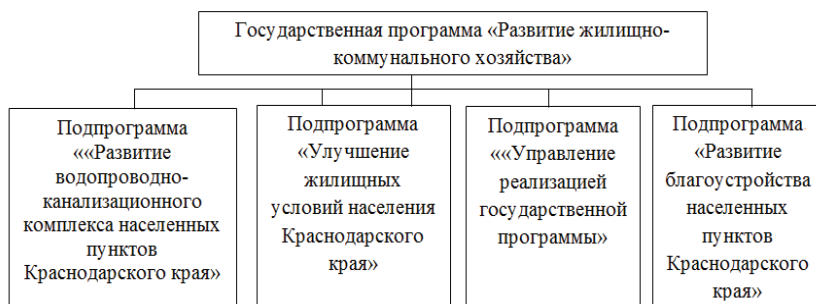 Государственная программа «Развитие жилищно-
коммунального хозяйства»
Подпрограмма
««Развитие
водопроводно-
канализационного
комплекса населенных
пунктов
Краснодарского края»
Подпрограмма
«Улучшение
жилищных
условий населения
Краснодарского
края»
Подпрограмма
««Управление
реализацией
государственной
программы»
Подпрограмма
«Развитие
благоустройства
населенных
пунктов
Краснодарского
края»